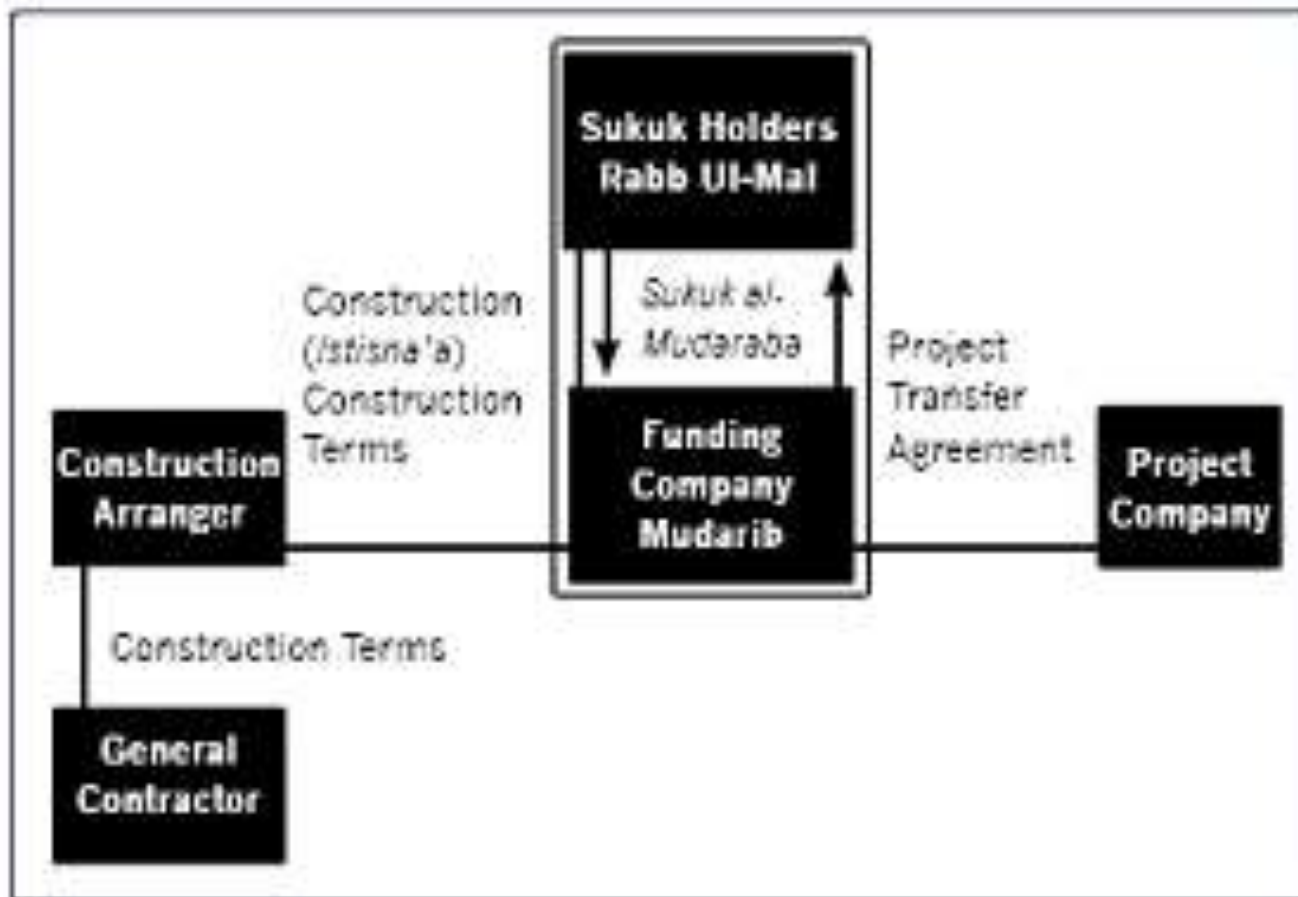 Sukuk Holders
Rabb Ul-Mal
Construction
(Istisna'a)
Construction
Terms
Sukuk al-
Mudaraba
Project
Transfer
Agreement
Construction
Arranger
Funding
Company
Mudarib
Project
Company
Construction Terms
General
Contractor